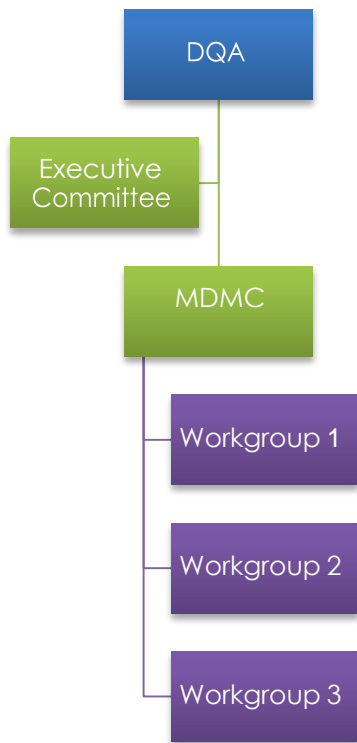 DQA
Executive
Committee
MDMC
Workgroup 1
Workgroup 2
Workgroup 3